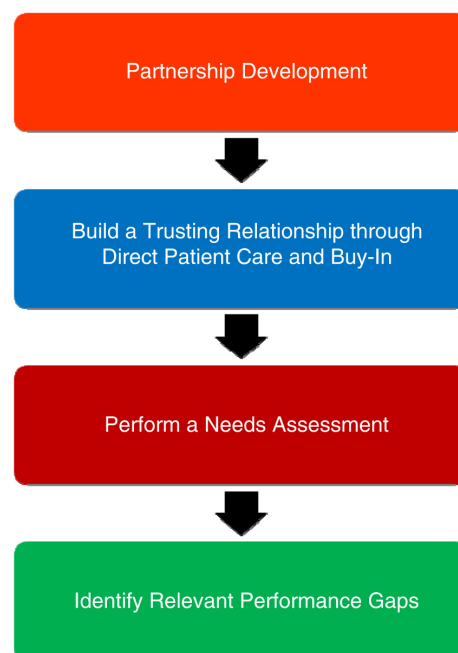 Partnership Development
Build a Trusting Relationship through
Direct Patient Care and Buy-In
Perform a Needs Assessment
Identify Relevant Performance Gaps